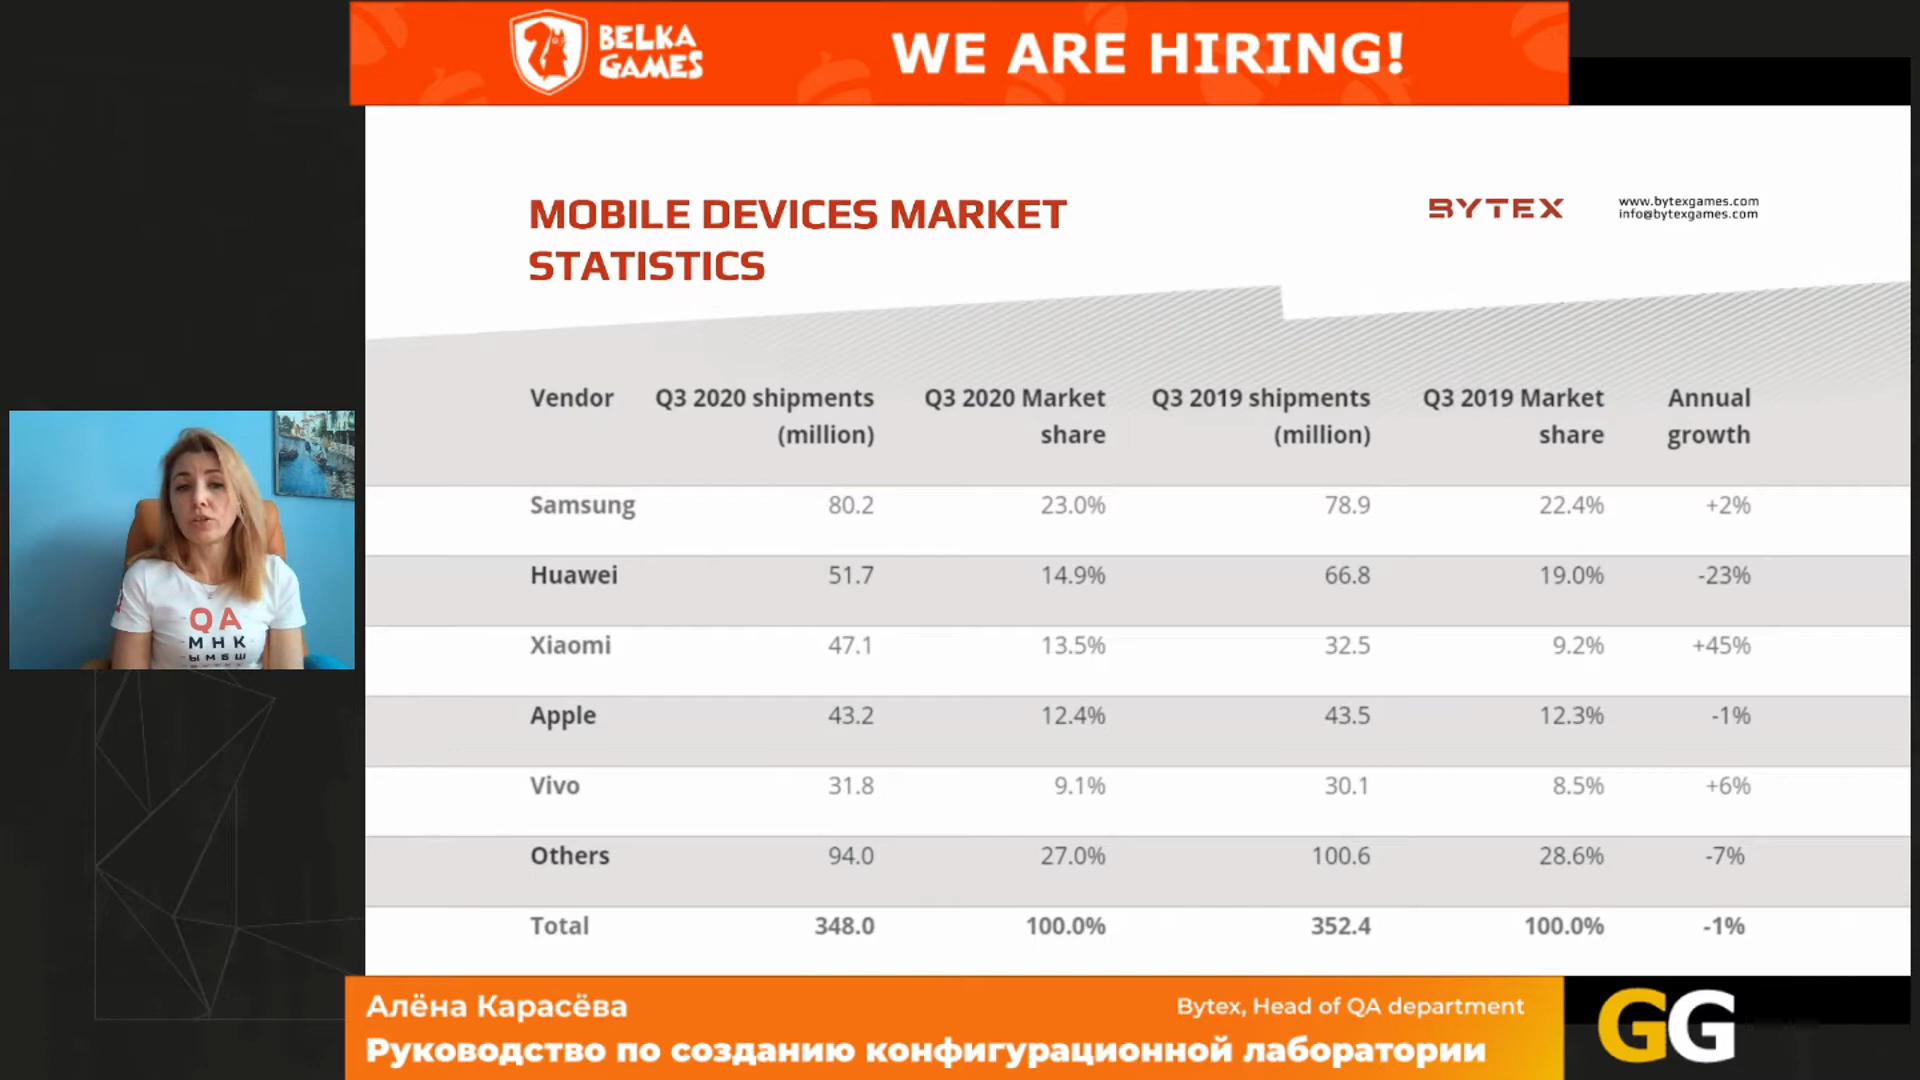 BELKA
GAMES
WE ARE HIRING!
MOBILE DEVICES MARKET
STATISTICS
BYTEX
www.bytexgames.com
info@bytexgames.com
Vendor Q3 2020 shipments (million) Q3 2020 Market share Q3 2019 shipments (million) Q3 2019 Market share Annual growth
Samsung 80.2 23.0% 78.9 22.4% +2%
Huawei 51.7 14.9% 66.8 19.0% -23%
Xiaomi 47.1 13.5% 32.5 9.2% +45%
Apple 43.2 12.4% 43.5 12.3% -1%
Vivo 31.8 9.1% 30.1 8.5% +6%
Others 94.0 27.0% 100.6 28.6% -7%
Total 348.0 100.0% 352.4 100.0% -1%
QA
МНК
ЫМБШ
Алёна Карасёва
Bytex, Head of QA department
Руководство по созданию конфигурационной лаборатории
GG